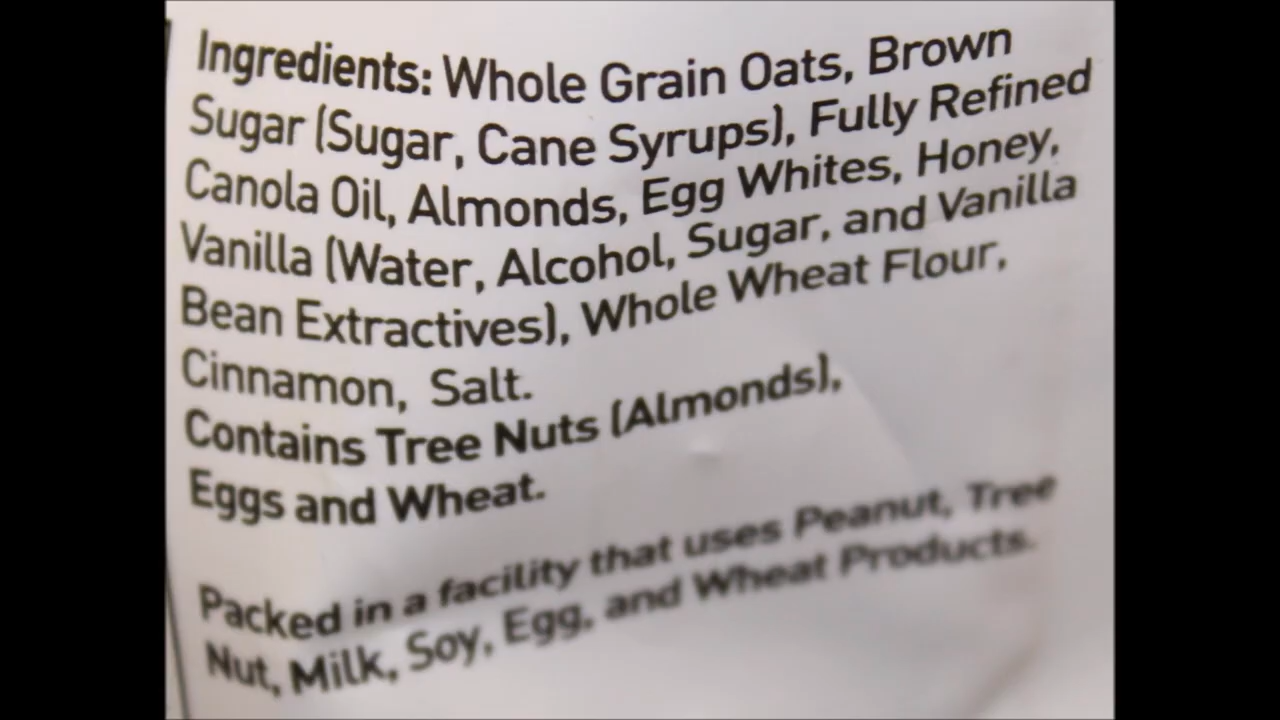 Ingredients: Whole Grain Oats, Brown
Sugar (Sugar, Cane Syrups), Fully Refined
Canola Oil, Almonds, Egg Whites, Honey,
Vanilla (Water, Alcohol, Sugar, and Vanilla
Bean Extractives), Whole Wheat Flour,
Cinnamon, Salt.
Contains Tree Nuts (Almonds),
Eggs and Wheat.
Packed in a facility that uses Peanut, Tree
Nut, Milk, Soy, Egg, and Wheat Products.